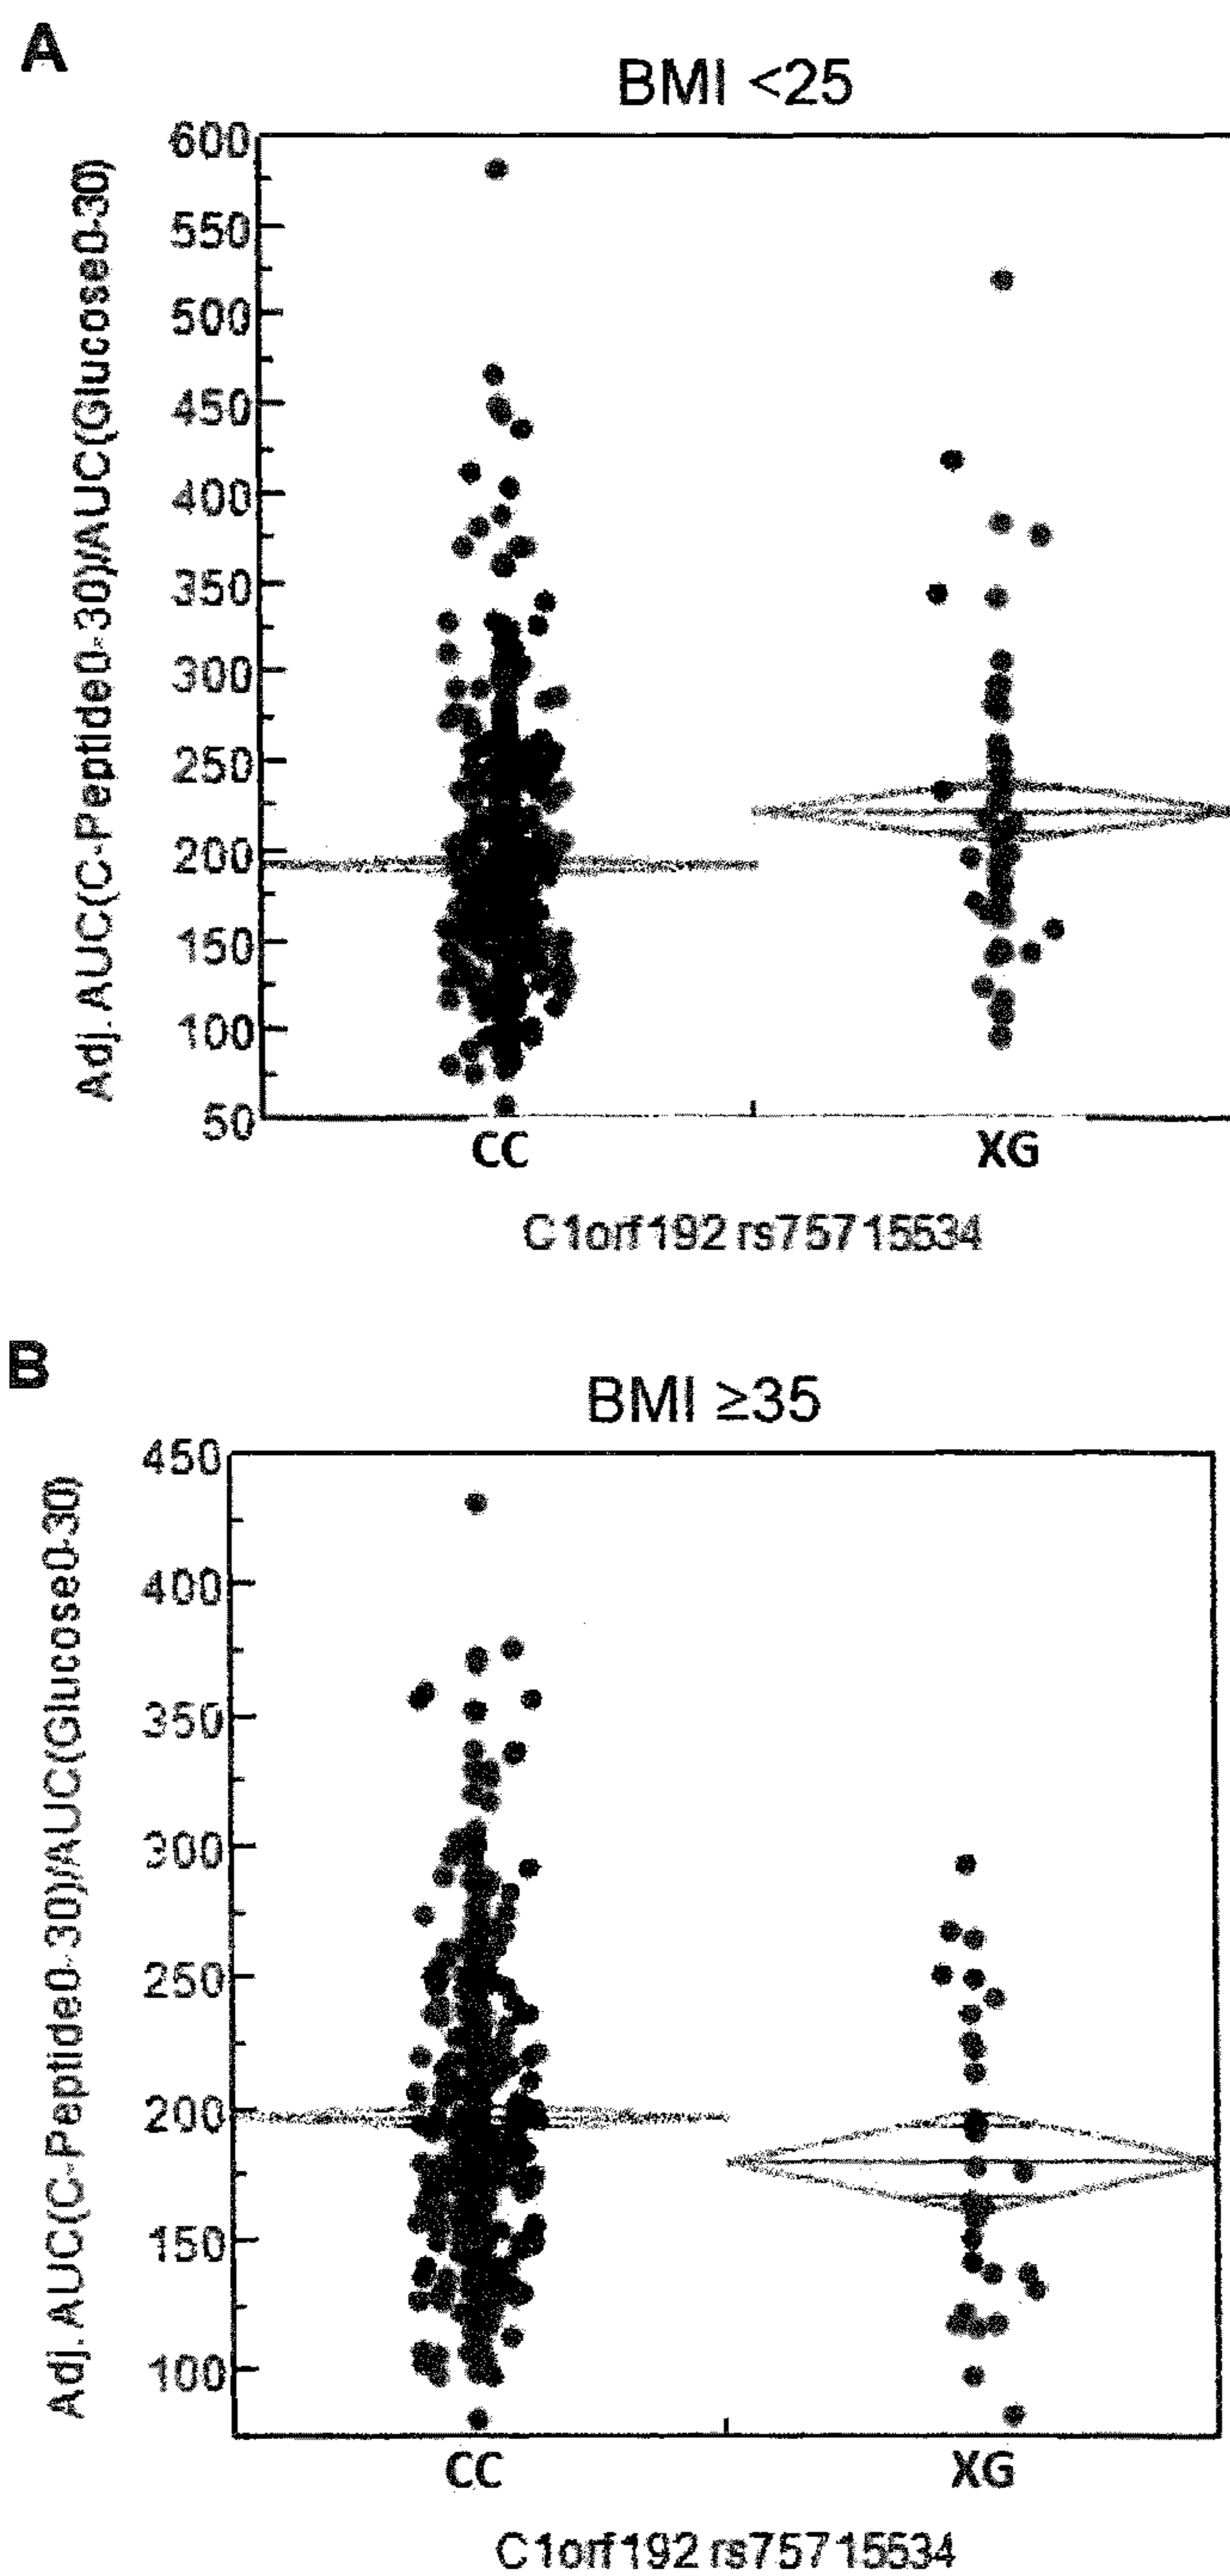 A
BMI <25
Adj. AUC(C-Peptide0-30)/AUC(Glucose0-30)
600
550
500
450
400
350
300
250
200
150
100
50
CC XG
C1orf192 rs75715534
B
BMI ≥35
Adj. AUC(C-Peptide0-30)/AUC(Glucose0-30)
450
400
350
300
250
200
150
100
CC XG
C1orf192 rs75715534